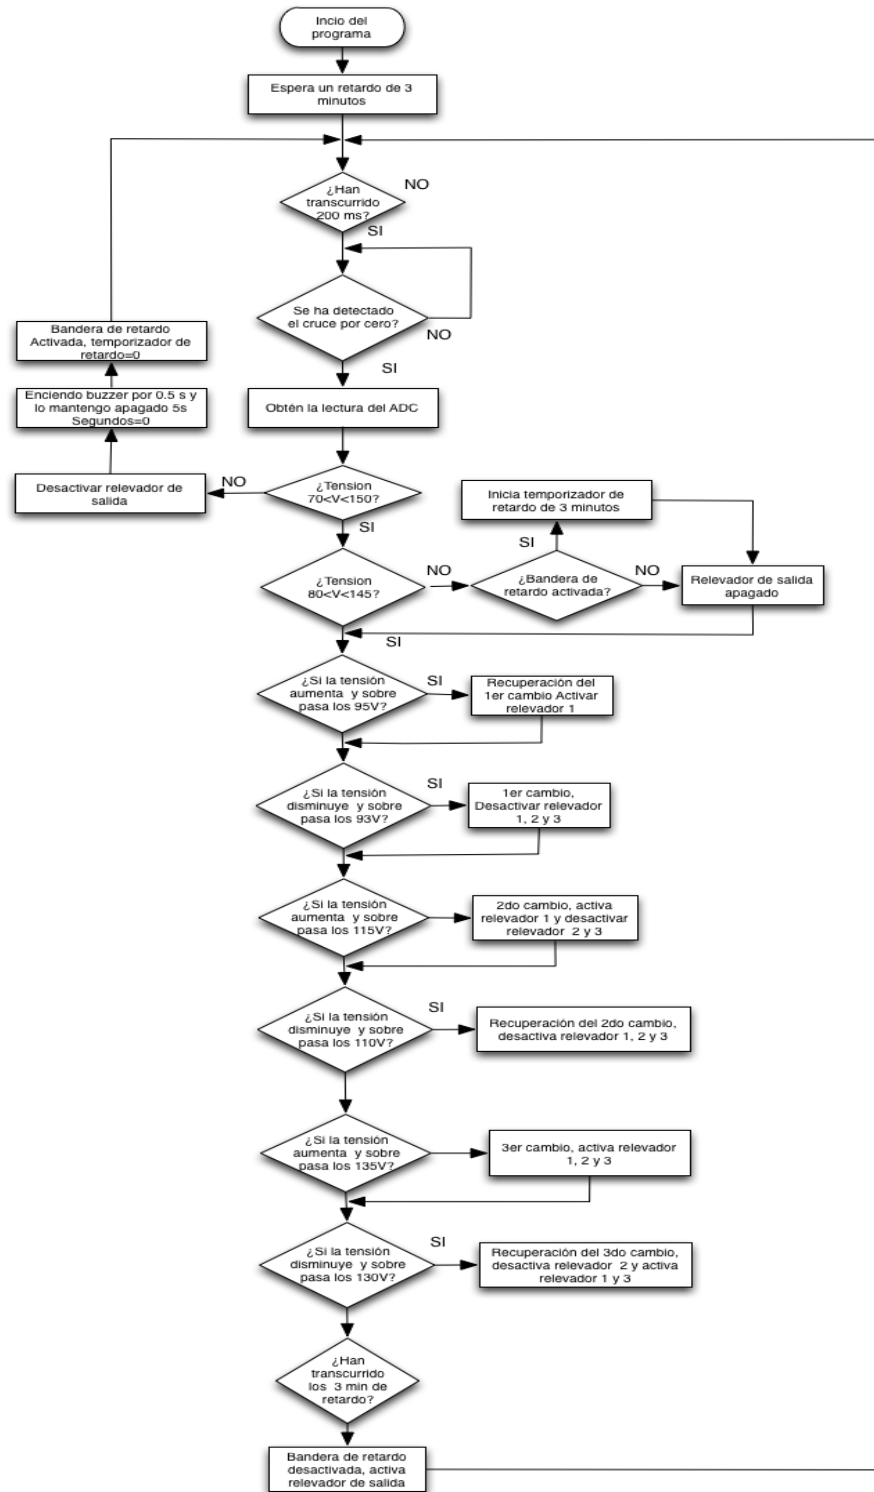 Incio del
programa
Espera un retardo de 3
minutos
¿Han
transcurrido
200 ms?
NO
SI
Se ha detectado
el cruce por cero?
NO
SI
Bandera de retardo
Activada, temporizador de
retardo=0
Enciendo buzzer por 0.5 s y
lo mantengo apagado 5s
Segundos=0
Obtén la lectura del ADC
¿Tension
70<V<150?
NO
SI
Desactivar relevador de
salida
Inicia temporizador de
retardo de 3 minutos
SI
¿Tension
80<V<145?
NO
¿Bandera de
retardo activada?
NO
Relevador de salida
apagado
SI
¿Si la tensión
aumenta y sobre
pasa los 95V?
SI
Recuperación del
1er cambio Activar
relevador 1
¿Si la tensión
disminuye y sobre
pasa los 93V?
SI
1er cambio,
Desactivar relevador
1, 2 y 3
¿Si la tensión
aumenta y sobre
pasa los 115V?
2do cambio, activa
relevador 1 y desactivar
relevador 2 y 3
¿Si la tensión
disminuye y sobre
pasa los 110V?
SI
Recuperación del 2do cambio,
desactiva relevador 1, 2 y 3
¿Si la tensión
aumenta y sobre
pasa los 135V?
3er cambio, activa relevador
1, 2 y 3
¿Si la tensión
disminuye y sobre
pasa los 130V?
SI
Recuperación del 3do cambio,
desactiva relevador 2 y activa
relevador 1 y 3
¿Han
transcurrido
los 3 min de
retardo?
Bandera de retardo
desactivada, activa
relevador de salida